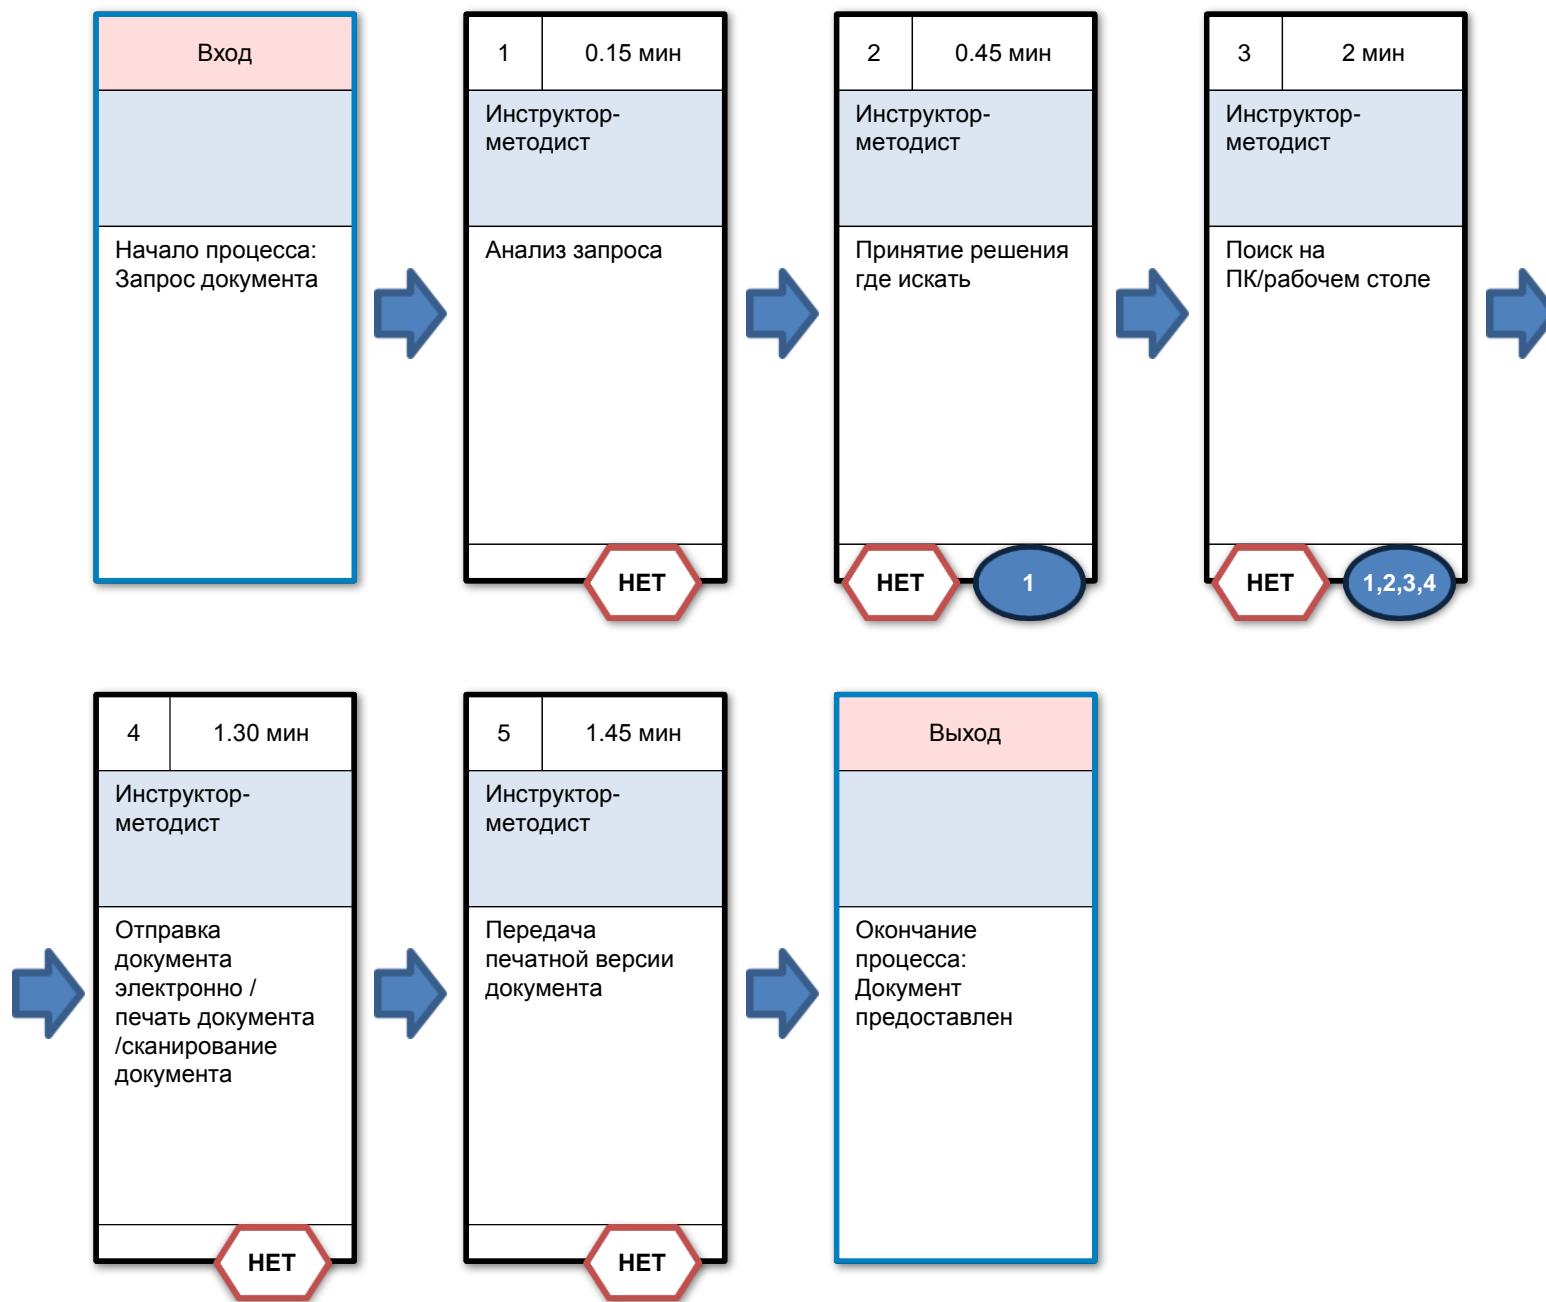 Вход
Начало процесса:
Запрос документа
1
0.15 мин
Инструктор-
методист
Анализ запроса
НЕТ
2
0.45 мин
Инструктор-
методист
Принятие решения
где искать
НЕТ
1
3
2 мин
Инструктор-
методист
Поиск на
ПК/рабочем столе
НЕТ
1,2,3,4
4
1.30 мин
Инструктор-
методист
Отправка
документа
электронно /
печать документа
/сканирование
документа
НЕТ
5
1.45 мин
Инструктор-
методист
Передача
печатной версии
документа
НЕТ
Выход
Окончание
процесса:
Документ
предоставлен